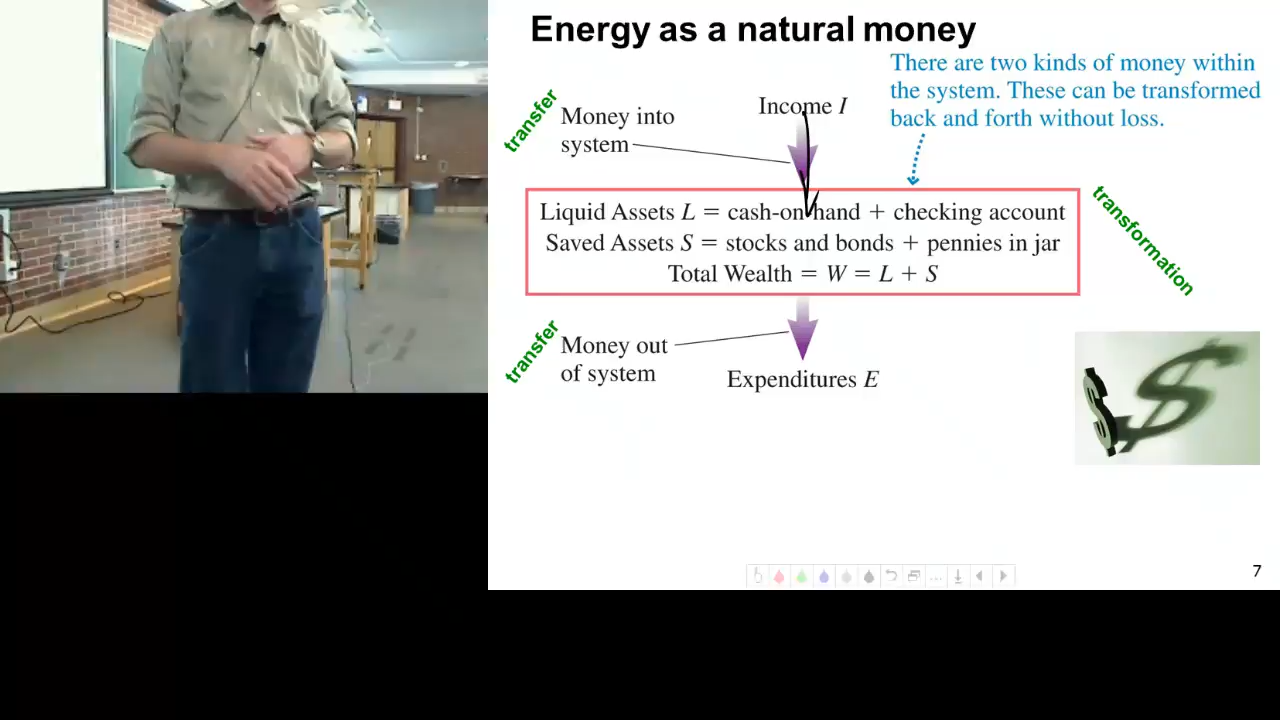 Energy as a natural money
There are two kinds of money within
the system. These can be transformed
back and forth without loss.
transfer
Money into
system
Income I
Liquid Assets L = cash-on-hand + checking account
Saved Assets S = stocks and bonds + pennies in jar
Total Wealth = W = L + S
transformation
transfer
Money out
of system
Expenditures E
$
7